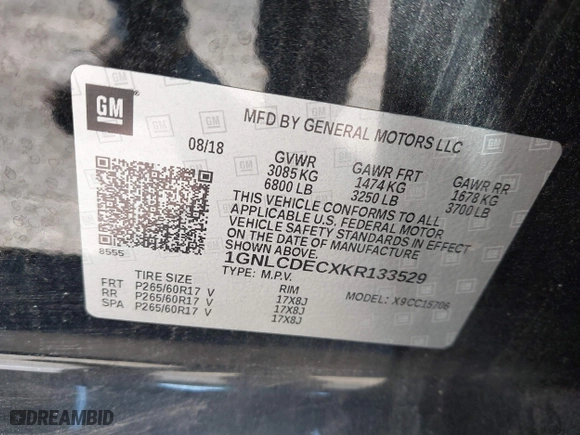 GM
MFD BY GENERAL MOTORS LLC
08/18
GVWR GAWR FRT GAWR RR
3085 KG 1474 KG 1678 KG
6800 LB 3250 LB 3700 LB
THIS VEHICLE CONFORMS TO ALL
APPLICABLE U.S. FEDERAL MOTOR
VEHICLE SAFETY STANDARDS IN EFFECT
ON THE DATE OF MANUFACTURE
SHOWN ABOVE.
1GNLCDECXKR133529
8555
TYPE: M.P.V. MODEL: X9CC15706
TIRE SIZE RIM
FRT P265/60R17 V 17X8J
RR P265/60R17 V 17X8J
SPA P265/60R17 V 17X8J
DREAMBID